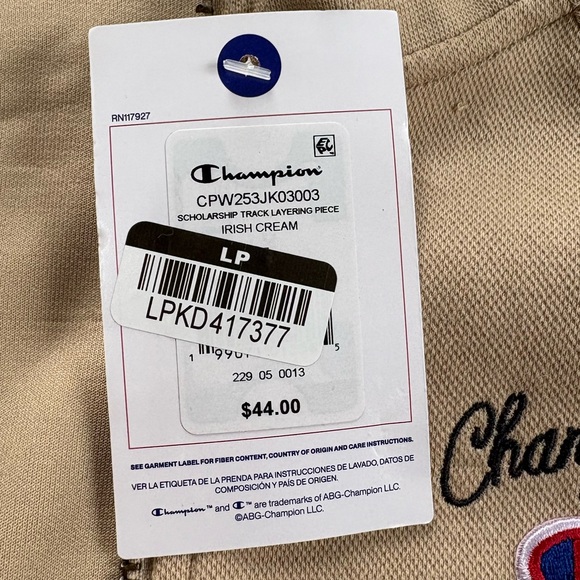 RN117927
Champion
CPW253JK03003
SCHOLARSHIP TRACK LAYERING PIECE
IRISH CREAM
LP
LPKD417377
229 05 0013
$44.00
SEE GARMENT LABEL FOR FIBER CONTENT, COUNTRY OF ORIGIN AND CARE INSTRUCTIONS.
VER LA ETIQUETA DE LA PRENDA PARA INSTRUCCIONES DE LAVADO, DATOS DE
COMPOSICIÓN Y PAÍS DE ORIGEN.
Champion™ and C™ are trademarks of ABG-Champion LLC.
©ABG-Champion LLC.
Cham